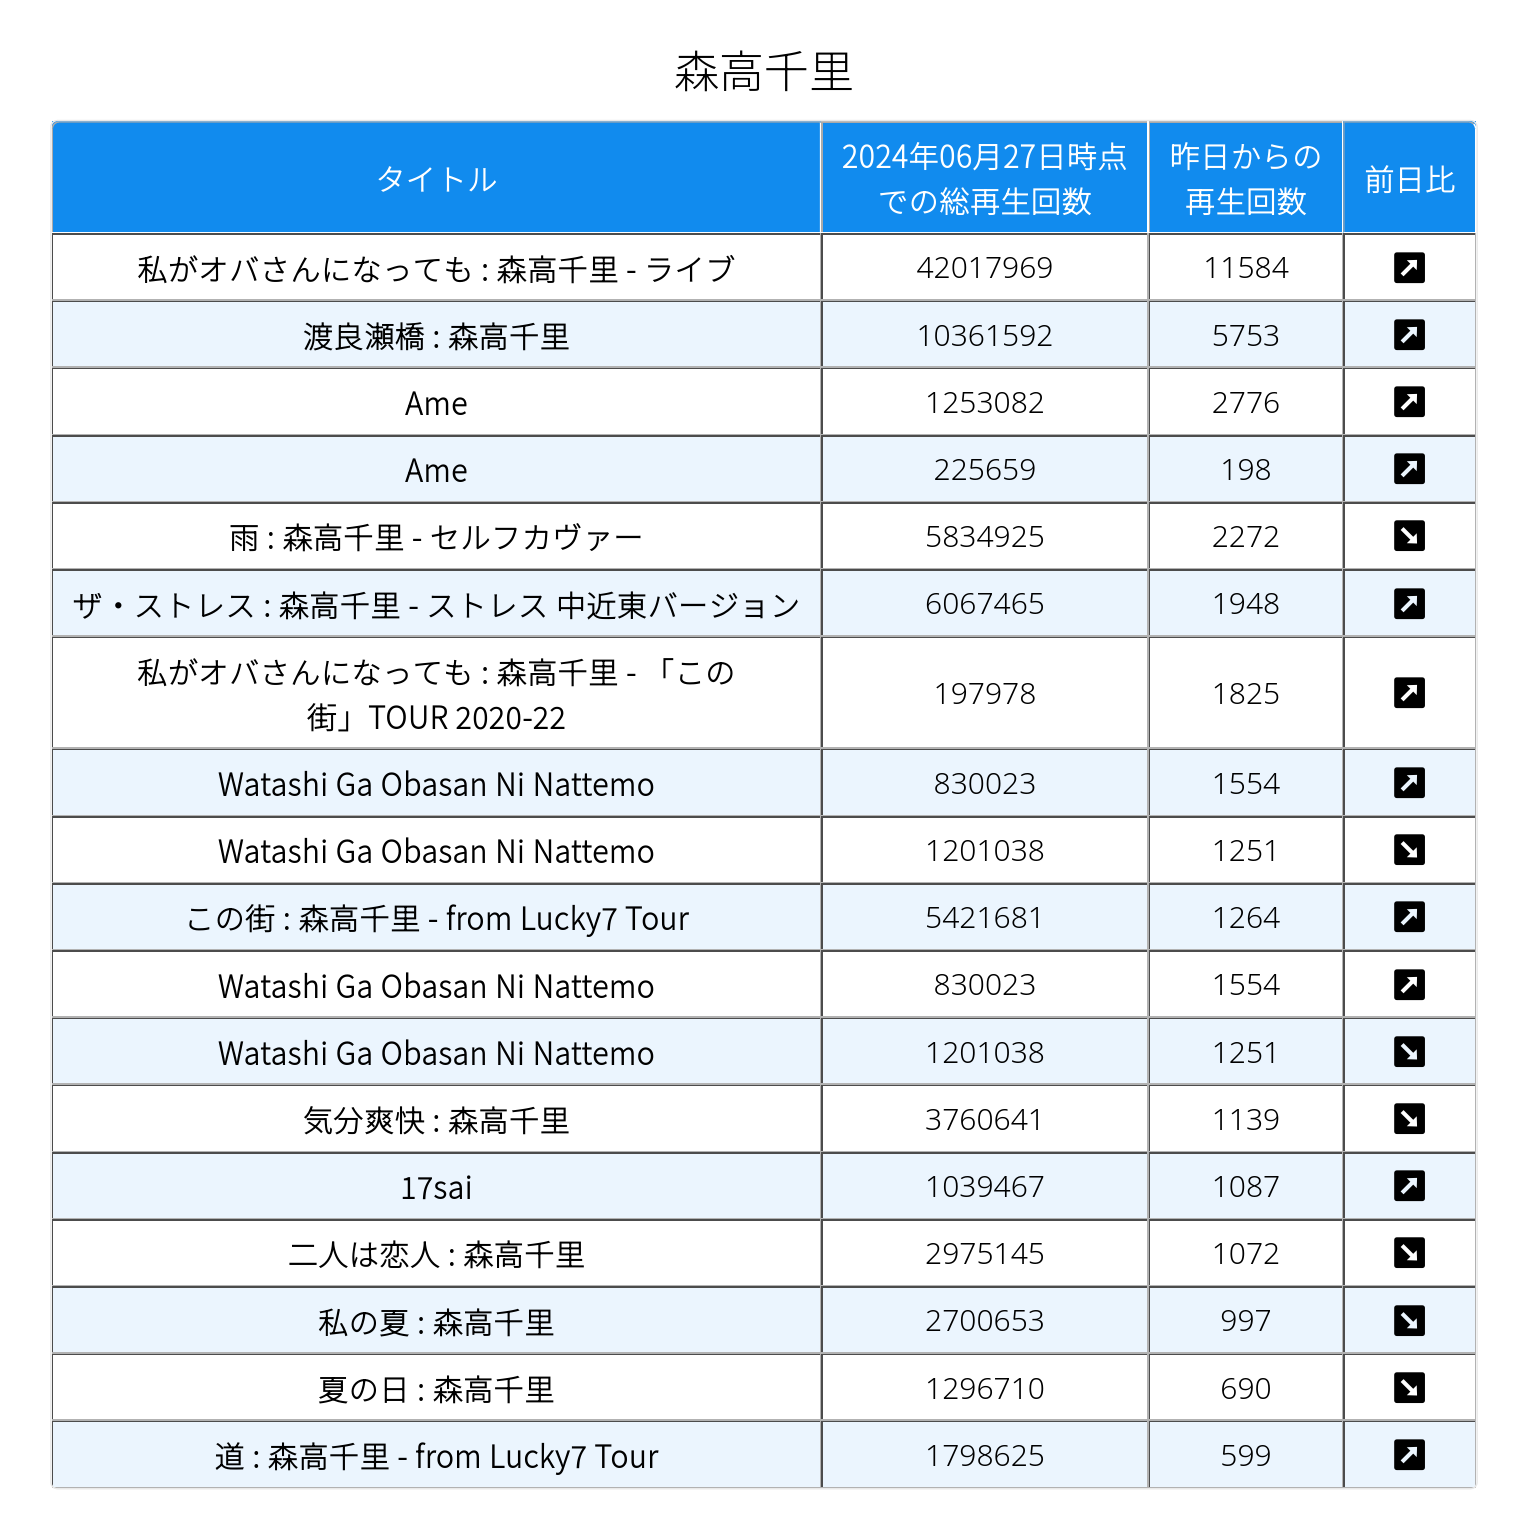 森高千里
タイトル
2024年06月27日時点
での総再生回数
昨日からの
再生回数
前日比
私がオバさんになっても : 森高千里 - ライブ 42017969 11584
渡良瀬橋 : 森高千里 10361592 5753
Ame 1253082 2776
Ame 225659 198
雨 : 森高千里 - セルフカヴァー 5834925 2272
ザ・ストレス : 森高千里 - ストレス 中近東バージョン 6067465 1948
私がオバさんになっても : 森高千里 - 「この
街」TOUR 2020-22 197978 1825
Watashi Ga Obasan Ni Nattemo 830023 1554
Watashi Ga Obasan Ni Nattemo 1201038 1251
この街 : 森高千里 - from Lucky7 Tour 5421681 1264
Watashi Ga Obasan Ni Nattemo 830023 1554
Watashi Ga Obasan Ni Nattemo 1201038 1251
気分爽快 : 森高千里 3760641 1139
17sai 1039467 1087
二人は恋人 : 森高千里 2975145 1072
私の夏 : 森高千里 2700653 997
夏の日 : 森高千里 1296710 690
道 : 森高千里 - from Lucky7 Tour 1798625 599